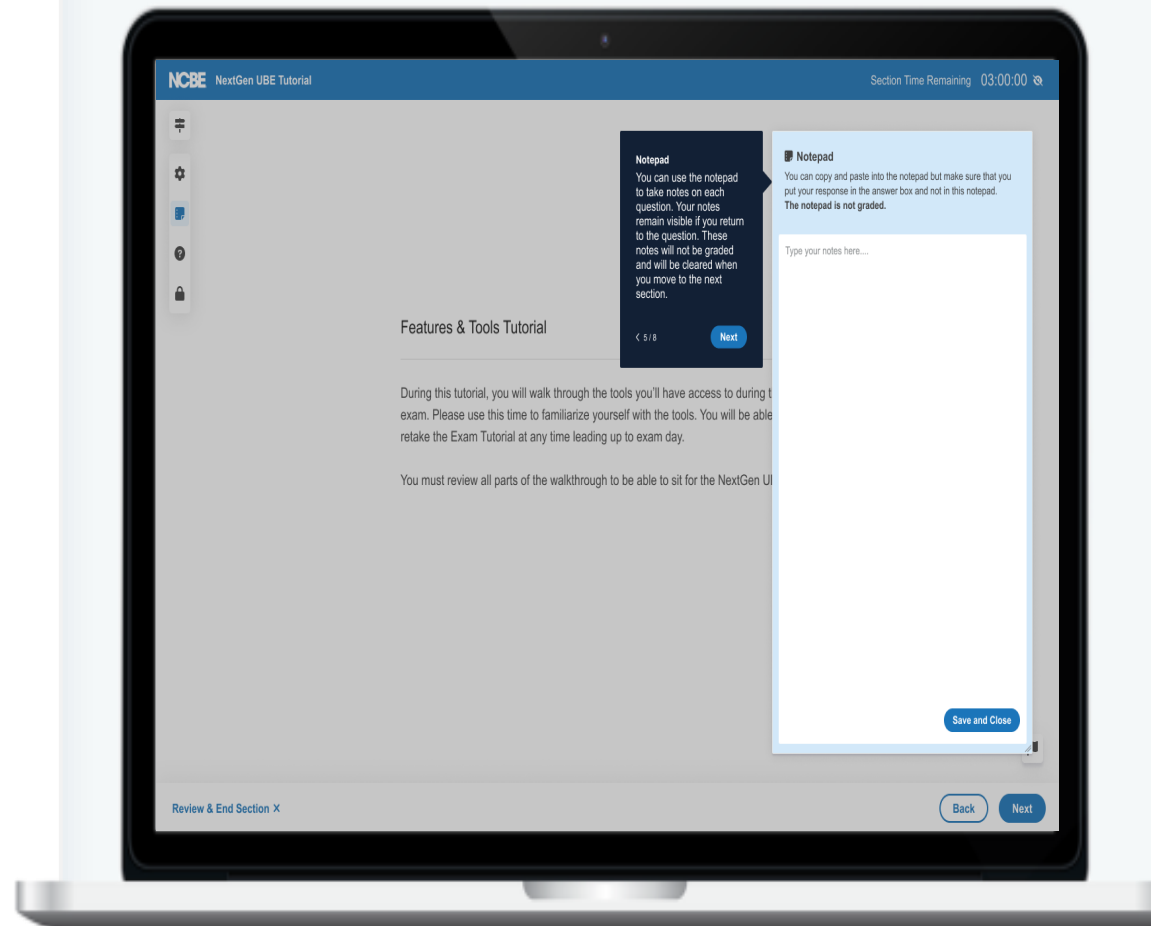 NCBE NextGen UBE Tutorial
Section Time Remaining 03:00:00
Notepad
You can use the notepad
to take notes on each
question. Your notes
remain visible if you return
to the question. These
notes will not be graded
and will be cleared when
you move to the next
section.
5 / 8
Next
Notepad
You can copy and paste into the notepad but make sure that you
put your response in the answer box and not in this notepad.
The notepad is not graded.
Type your notes here....
Save and Close
Features & Tools Tutorial
During this tutorial, you will walk through the tools you'll have access to during
exam. Please use this time to familiarize yourself with the tools. You will be able
retake the Exam Tutorial at any time leading up to exam day.
You must review all parts of the walkthrough to be able to sit for the NextGen
Review & End Section X
Back
Next